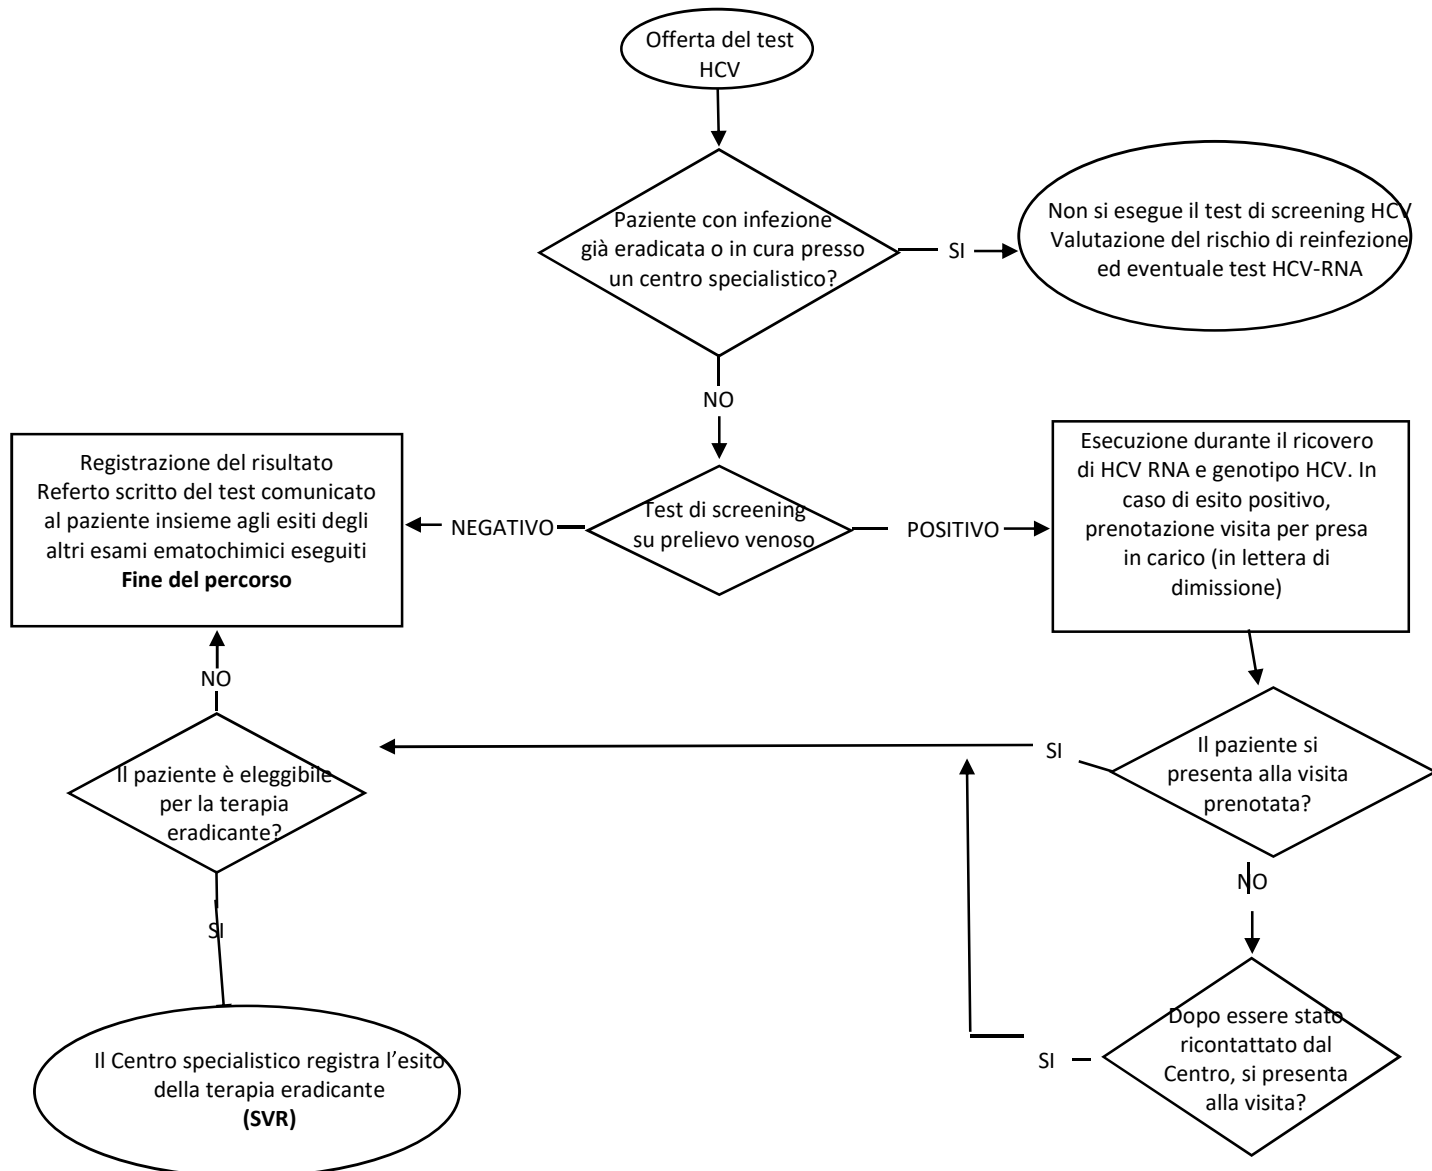 Offerta del test
HCV
Paziente con infezione
già eradicata o in cura presso
un centro specialistico?
SI
Non si esegue il test di screening HCV
Valutazione del rischio di reinfezione
ed eventuale test HCV-RNA
NO
Registrazione del risultato
Referto scritto del test comunicato
al paziente insieme agli esiti degli
altri esami ematochimici eseguiti
Fine del percorso
NEGATIVO
Test di screening
su prelievo venoso
POSITIVO
Esecuzione durante il ricovero
di HCV RNA e genotipo HCV. In
caso di esito positivo,
prenotazione visita per presa
in carico (in lettera di
dimissione)
NO
Il paziente è eleggibile
per la terapia
eradicante?
SI
Il paziente si
presenta alla visita
prenotata?
NO
SI
Dopo essere stato
ricontattato dal
Centro, si presenta
alla visita?
SI
Il Centro specialistico registra l’esito
della terapia eradicante
(SVR)